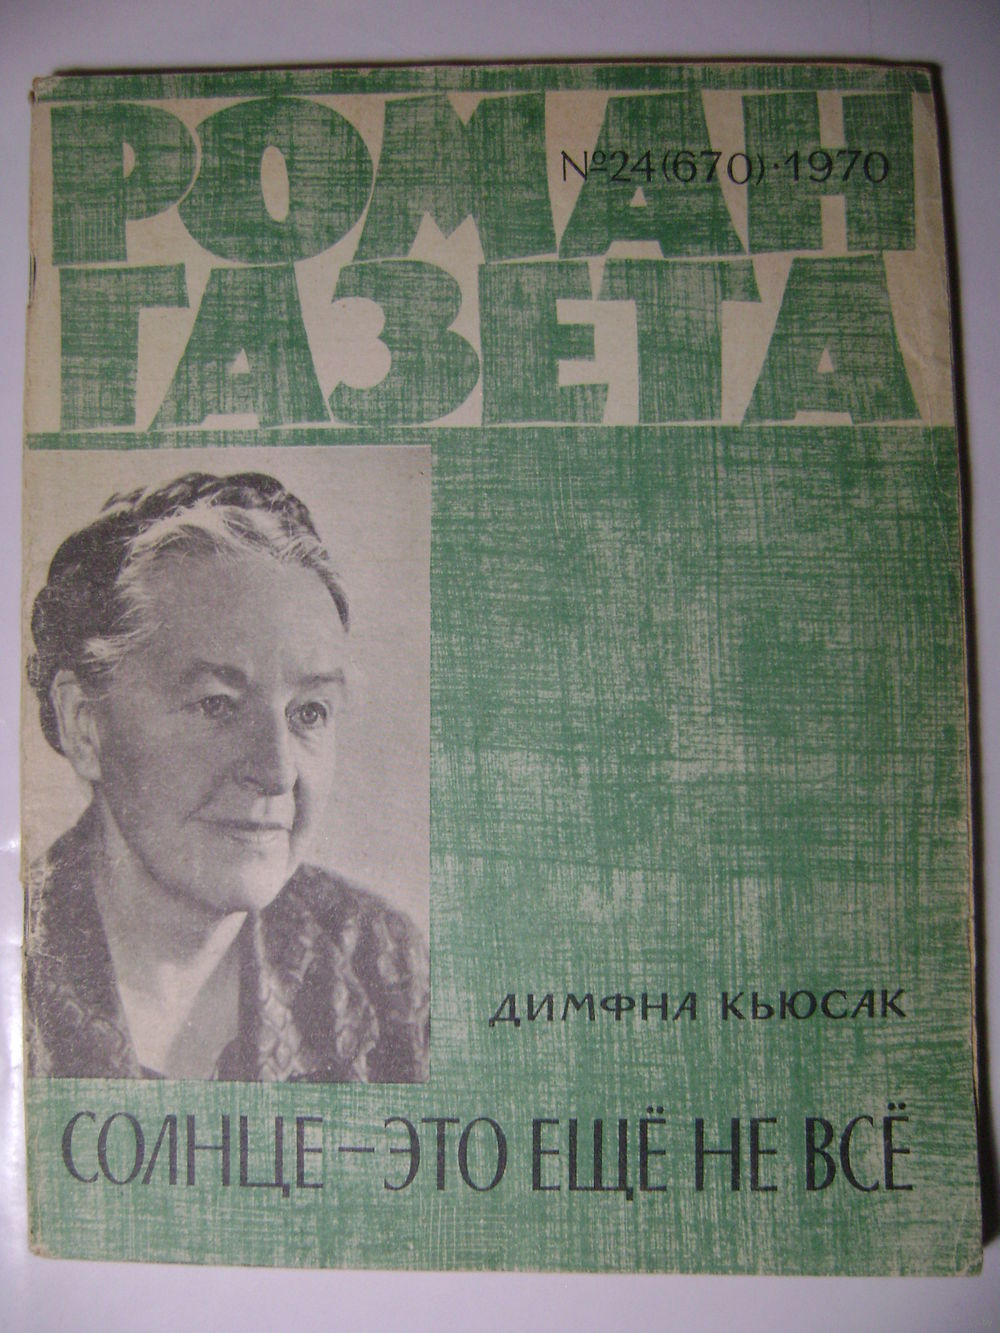 РОМАН
№24(670)·1970
ГАЗЕТА
ДИМФНА КЬЮСАК
СОЛНЦЕ – ЭТО ЕЩЁ НЕ ВСЁ